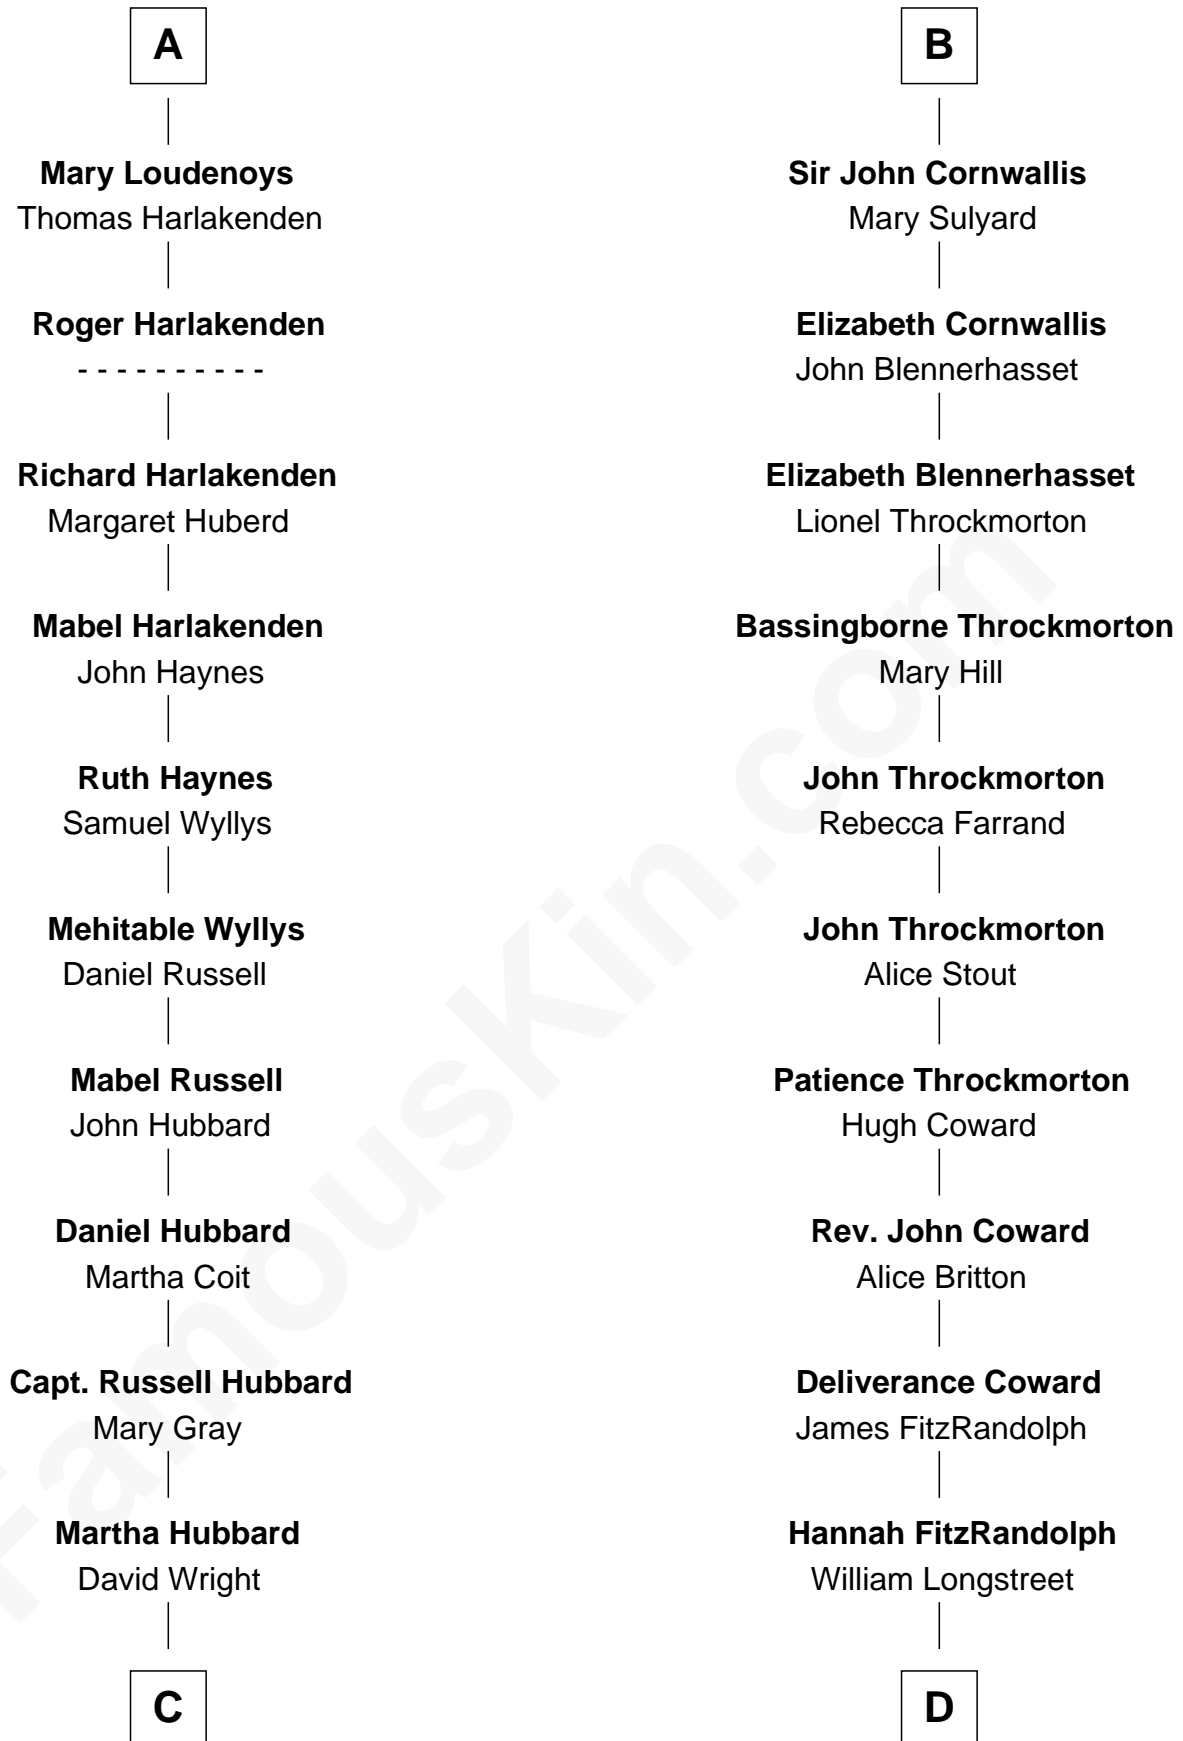 A
Mary Loudenoys
Thomas Harlakenden
Roger Harlakenden
- - - - - - - - - -
Richard Harlakenden
Margaret Huberd
Mabel Harlakenden
John Haynes
Ruth Haynes
Samuel Wyllys
Mehitable Wyllys
Daniel Russell
Mabel Russell
John Hubbard
Daniel Hubbard
Martha Coit
Capt. Russell Hubbard
Mary Gray
Martha Hubbard
David Wright
C
B
Sir John Cornwallis
Mary Sulyard
Elizabeth Cornwallis
John Blennerhasset
Elizabeth Blennerhasset
Lionel Throckmorton
Bassingborne Throckmorton
Mary Hill
John Throckmorton
Rebecca Farrand
John Throckmorton
Alice Stout
Patience Throckmorton
Hugh Coward
Rev. John Coward
Alice Britton
Deliverance Coward
James FitzRandolph
Hannah FitzRandolph
William Longstreet
D
FamousKin.com